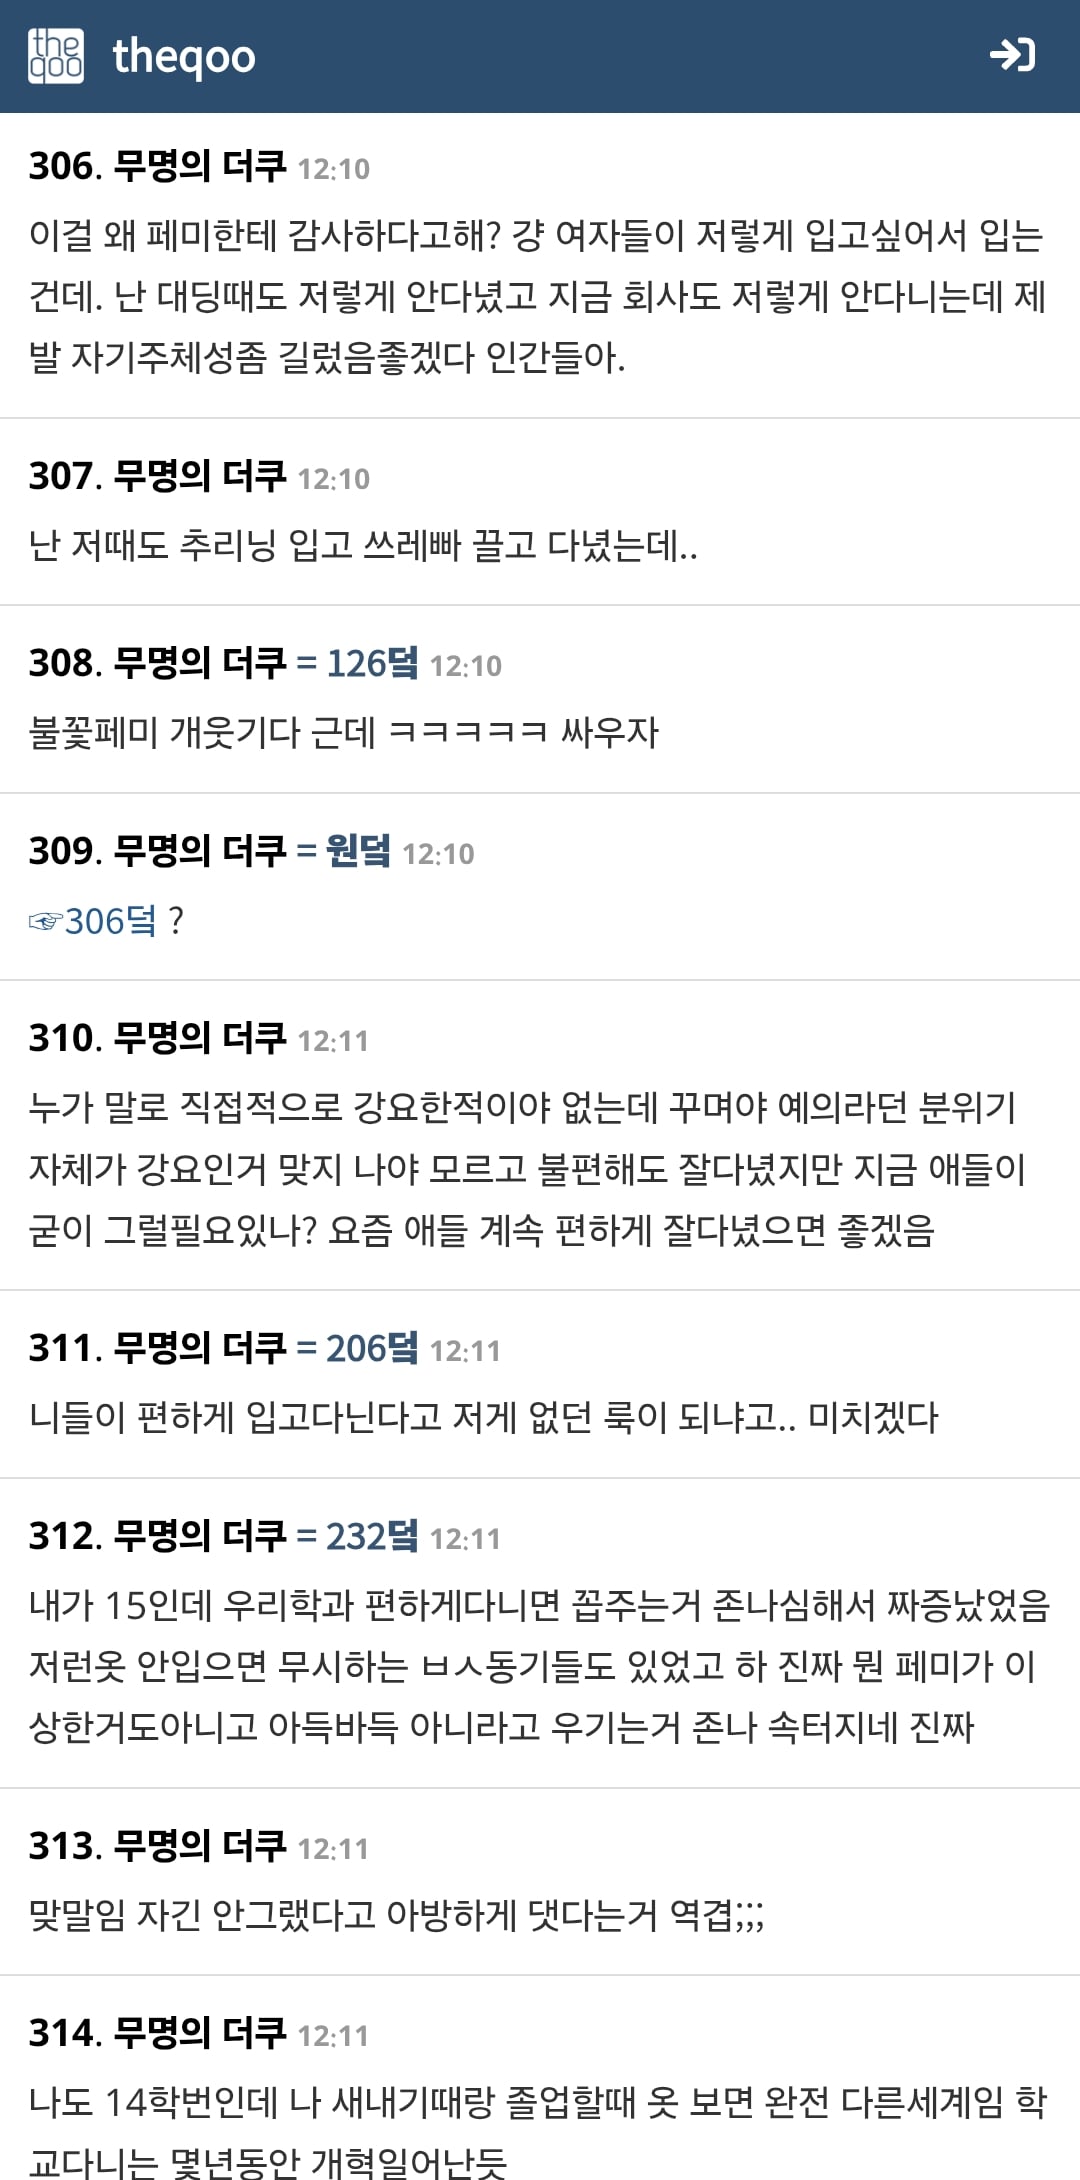 the
qoo
theqoo
306. 무명의 더쿠 12:10
이걸 왜 페미한테 감사하다고해? 걍 여자들이 저렇게 입고싶어서 입는
건데. 난 대딩때도 저렇게 안다녔고 지금 회사도 저렇게 안다니는데 제
발 자기주체성좀 길렀음좋겠다 인간들아.
307. 무명의 더쿠 12:10
난 저때도 추리닝 입고 쓰레빠 끌고 다녔는데..
308. 무명의 더쿠 = 126덬 12:10
불꽃페미 개웃기다 근데 ㅋㅋㅋㅋㅋ 싸우자
309. 무명의 더쿠 = 원덬 12:10
☞306덬 ?
310. 무명의 더쿠 12:11
누가 말로 직접적으로 강요한적이야 없는데 꾸며야 예의라던 분위기
자체가 강요인거 맞지 나야 모르고 불편해도 잘다녔지만 지금 애들이
굳이 그럴필요있나? 요즘 애들 계속 편하게 잘다녔으면 좋겠음
311. 무명의 더쿠 = 206덬 12:11
니들이 편하게 입고다닌다고 저게 없던 룩이 되냐고.. 미치겠다
312. 무명의 더쿠 = 232덬 12:11
내가 15인데 우리학과 편하게다니면 꼽주는거 존나심해서 짜증났었음
저런옷 안입으면 무시하는 ㅂㅅ동기들도 있었고 하 진짜 뭔 페미가 이
상한거도아니고 아득바득 아니라고 우기는거 존나 속터지네 진짜
313. 무명의 더쿠 12:11
맞말임 자긴 안그랬다고 아방하게 댓다는거 역겹;;;
314. 무명의 더쿠 12:11
나도 14학번인데 나 새내기때랑 졸업할때 옷 보면 완전 다른세계임 학
교다니는 몇년동안 개혁일어난듯